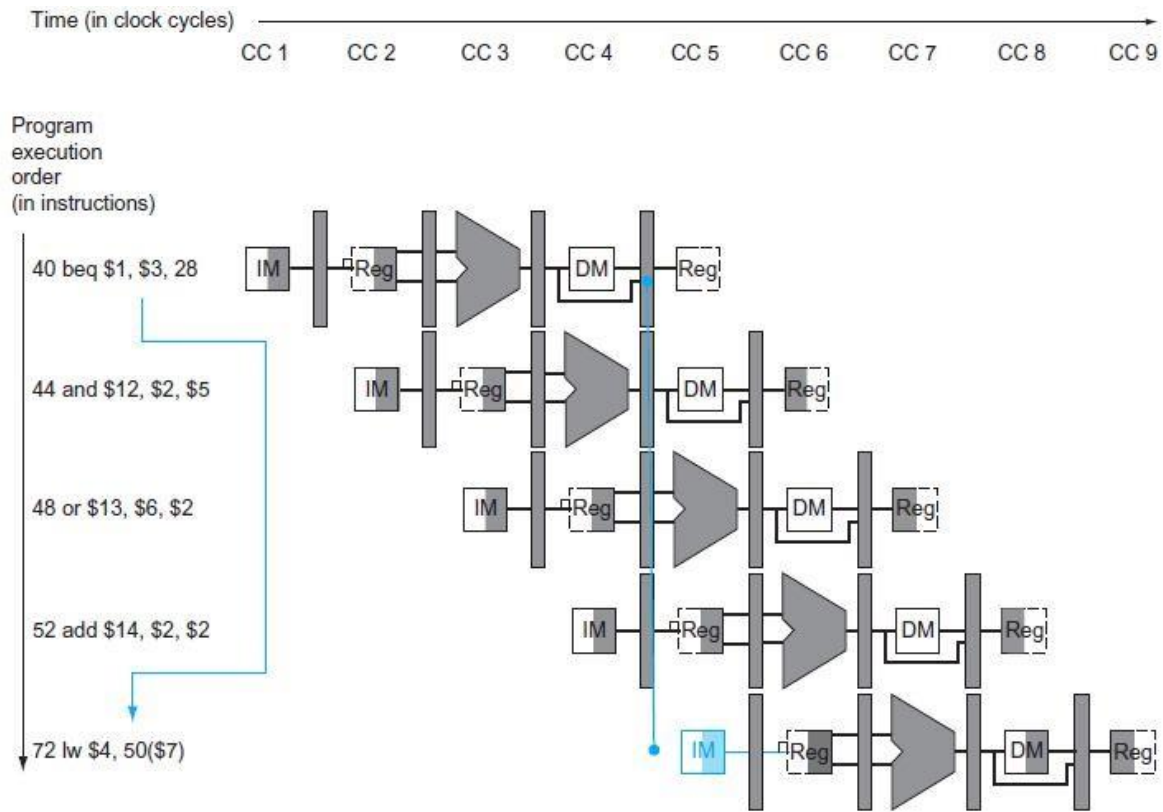 Time (in clock cycles)
CC 1 CC 2 CC 3 CC 4 CC 5 CC 6 CC 7 CC 8 CC 9
Program
execution
order
(in instructions)
40 beq $1, $3, 28
IM Reg DM Reg
44 and $12, $2, $5
IM Reg DM Reg
48 or $13, $6, $2
IM Reg DM Reg
52 add $14, $2, $2
IM Reg DM Reg
72 lw $4, 50($7)
IM Reg DM Reg